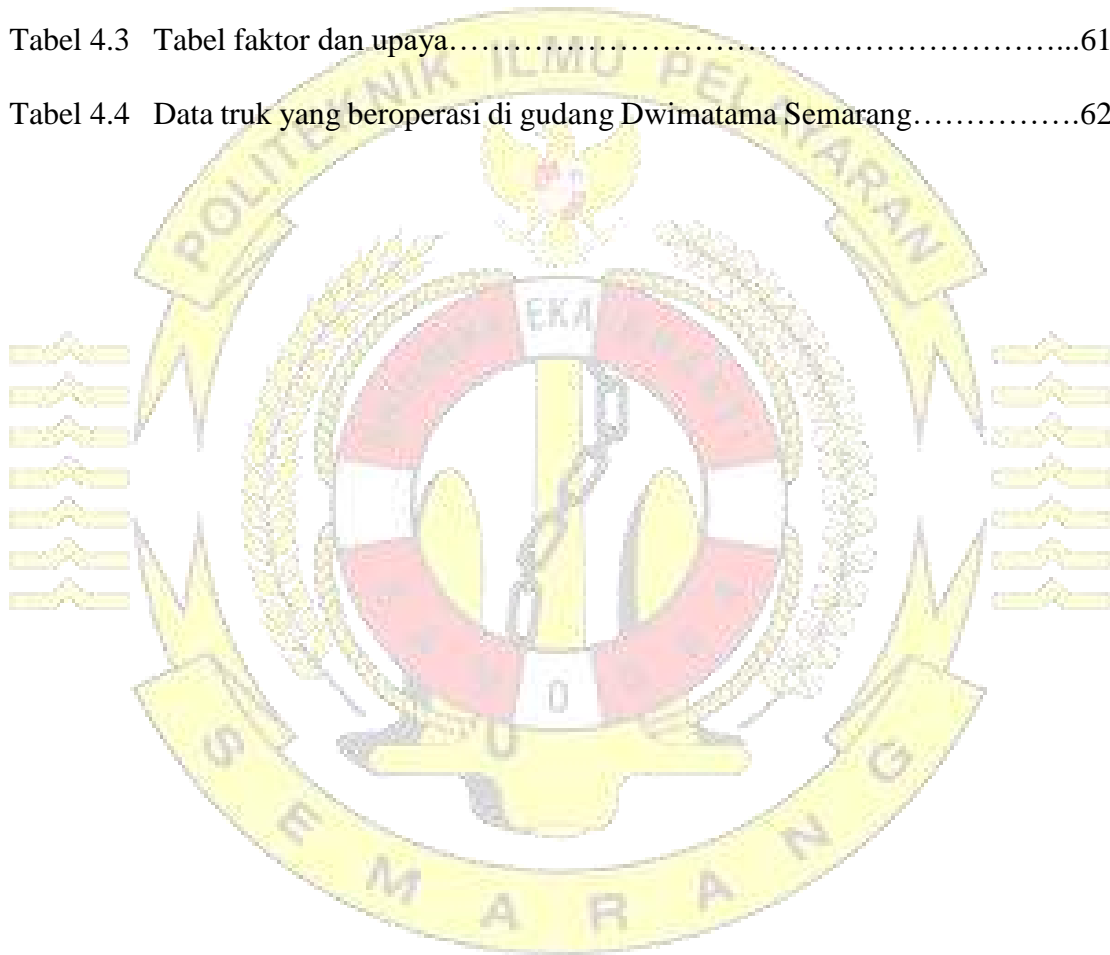 Tabel 4.3 Tabel faktor dan upaya……………………………………………………...61
Tabel 4.4 Data truk yang beroperasi di gudang Dwimatama Semarang…………….62
POLITEKNIK ILMU PELAYARAN
EKA
SEMARANG